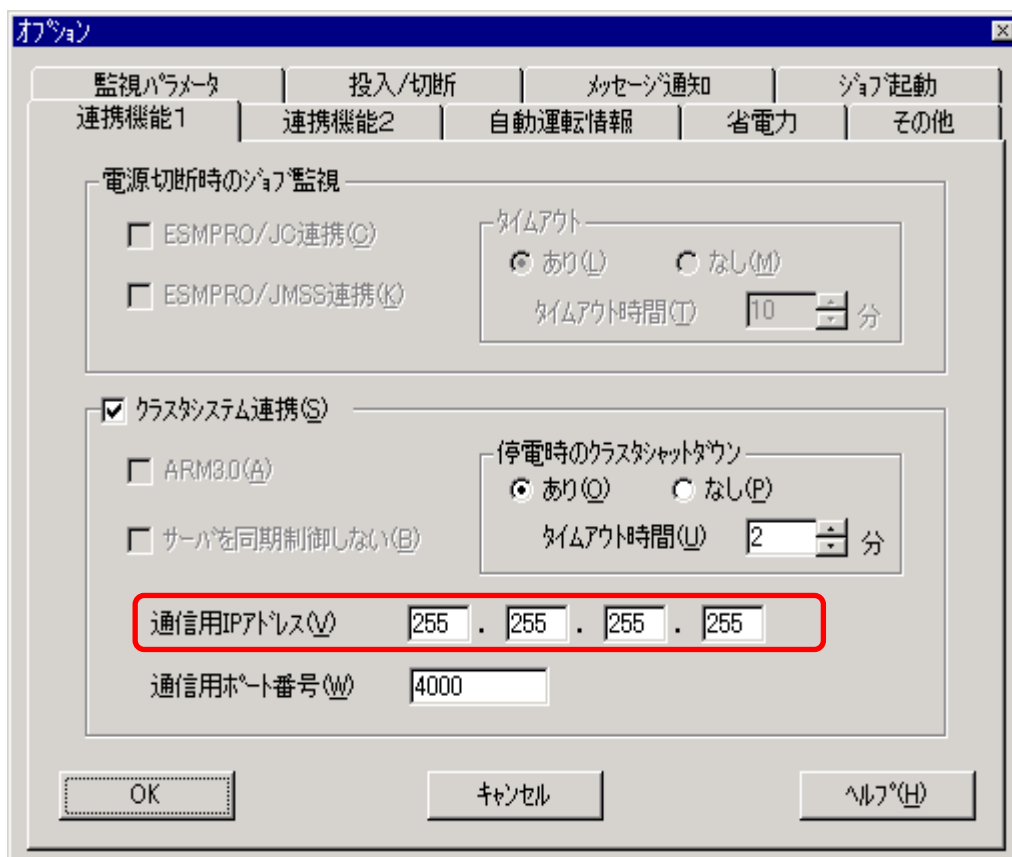 オプション
監視パラメータ 投入/切断 メッセージ通知 ジョブ起動
連携機能1 連携機能2 自動運転情報 省電力 その他
電源切断時のジョブ監視
ESMPRO/JC連携(C)
ESMPRO/JMSS連携(K)
タイムアウト
あり(L) なし(M)
タイムアウト時間(T) 10 分
クラスタシステム連携(S)
ARM3.0(A)
サーバを同期制御しない(B)
停電時のクラスタシャットダウン
あり(O) なし(P)
タイムアウト時間(U) 2 分
通信用IPアドレス(V) 255 . 255 . 255 . 255
通信用ポート番号(W) 4000
OK キャンセル ヘルプ(H)